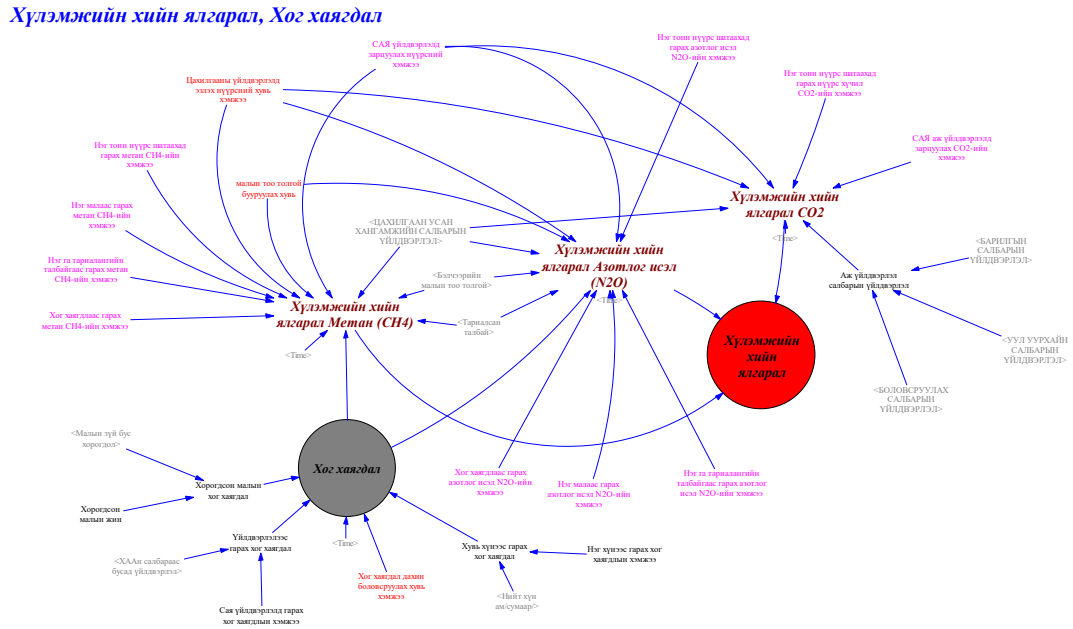 Хүлэмжийн хийн ялгарал, Хог хаягдал
САЯ үйлдвэрлэлд
зарцуулах нүүрсний
хэмжээ
Нэг тонн нүүрс шатаахад
гарах азотлог исэл
N2O-ийн хэмжээ
Нэг тонн нүүрс шатаахад
гарах нүүрс хүчил
CO2-ийн хэмжээ
Цахилгааны үйлдвэрлэлд
эзлэх нүүрсний хувь
хэмжээ
Нэг тонн нүүрс шатаахад
гарах метан CH4-ийн
хэмжээ
САЯ аж үйлдвэрлэлд
зарцуулах CO2-ийн
хэмжээ
малын тоо толгой
бууруулах хувь
Хүлэмжийн хийн
ялгарал CO2
Нэг малаас гарах
метан CH4-ийн
хэмжээ
<ЦАХИЛГААН УСАН
ХАНГАМЖИЙН САЛБАРЫН
ҮЙЛДВЭРЛЭЛ>
<Time>
<БАРИЛГЫН
САЛБАРЫН
ҮЙЛДВЭРЛЭЛ>
Хүлэмжийн хийн
ялгарал Азотлог исэл
(N2O)
Нэг га тариалангийн
талбайгаас гарах метан
CH4-ийн хэмжээ
<Бэлчээрийн
малын тоо толгой>
Аж үйлдвэрлэл
салбарын үйлдвэрлэл
<Time>
Хүлэмжийн хийн
ялгарал Метан (CH4)
Хог хаягдлаас гарах
метан CH4-ийн хэмжээ
<Тариалсан
талбай>
<Time>
Хүлэмжийн
хийн
ялгарал
<УУЛ УУРХАЙН
САЛБАРЫН
ҮЙЛДВЭРЛЭЛ>
<БОЛОВСРУУЛАХ
САЛБАРЫН
ҮЙЛДВЭРЛЭЛ>
<Малын зүй бус
хорогдол>
Хог хаягдал
Хог хаягдлаас гарах
азотлог исэл N2O-ийн
хэмжээ
Нэг малаас гарах
азотлог исэл N2O-ийн
хэмжээ
Нэг га тариалангийн
талбайгаас гарах азотлог
исэл N2O-ийн хэмжээ
Хорогдсон малын
хог хаягдал
Хорогдсон
малын жин
Үйлдвэрлэлээс
гарах хог хаягдал
<Time>
Хувь хүнээс гарах
хог хаягдал
Нэг хүнээс гарах хог
хаягдлын хэмжээ
<ХААн салбараас
бусад үйлдвэрлэл>
Хог хаягдал дахин
боловсруулах хувь
хэмжээ
<Нийт хүн
ам/сумаар/>
Сая үйлдвэрлэлд гарах
хог хаягдлын хэмжээ